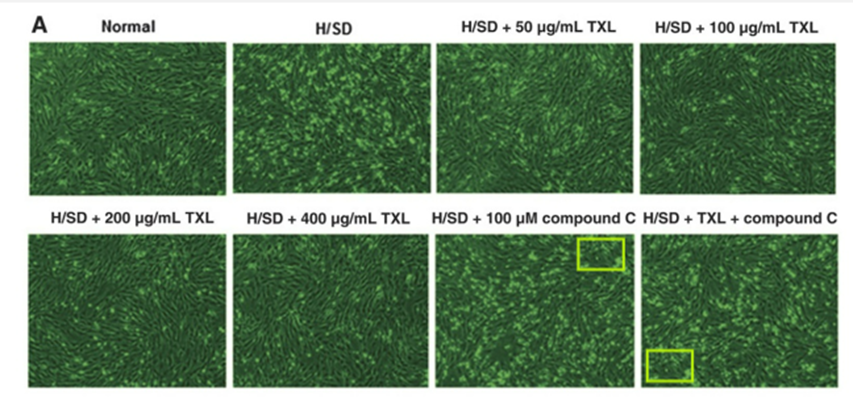 A
Normal
H/SD
H/SD + 50 µg/mL TXL
H/SD + 100 µg/mL TXL
H/SD + 200 µg/mL TXL
H/SD + 400 µg/mL TXL
H/SD + 100 µM compound C
H/SD + TXL + compound C